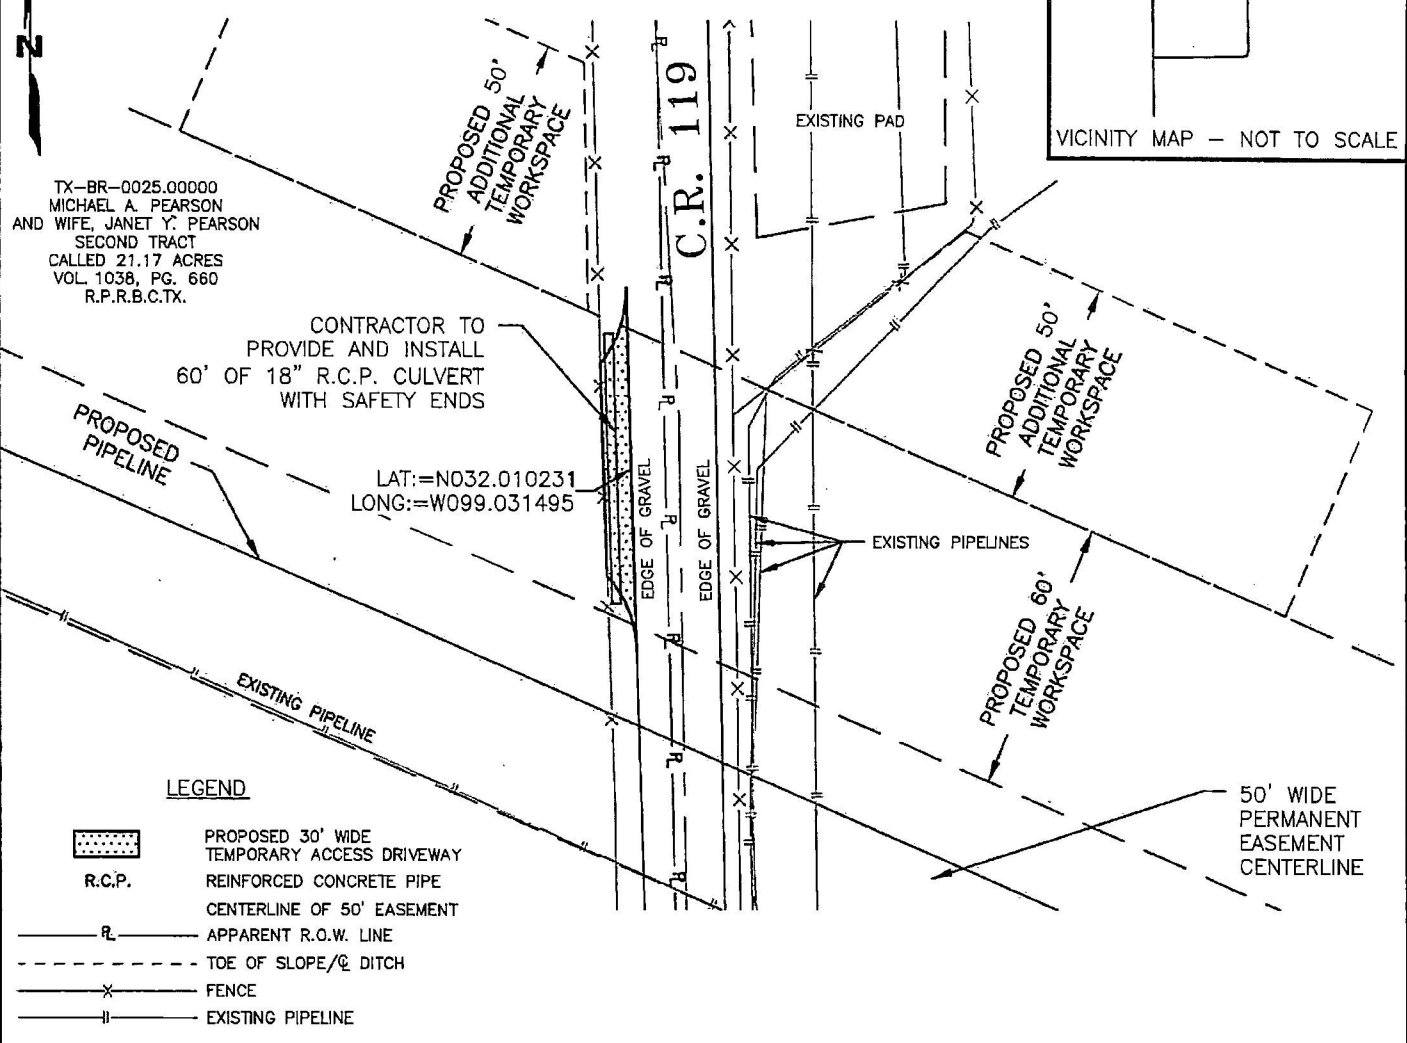 N
TX-BR-0025.00000
MICHAEL A. PEARSON
AND WIFE, JANET Y. PEARSON
SECOND TRACT
CALLED 21.17 ACRES
VOL. 1038, PG. 660
R.P.R.B.C.TX.
PROPOSED 50'
ADDITIONAL
TEMPORARY
WORKSPACE
C.R. 119
EXISTING PAD
VICINITY MAP - NOT TO SCALE
CONTRACTOR TO
PROVIDE AND INSTALL
60' OF 18" R.C.P. CULVERT
WITH SAFETY ENDS
PROPOSED
PIPELINE
LAT:=N032.010231
LONG:=W099.031495
EDGE OF GRAVEL
EDGE OF GRAVEL
EXISTING PIPELINES
PROPOSED 50'
ADDITIONAL
TEMPORARY
WORKSPACE
PROPOSED 60'
TEMPORARY
WORKSPACE
EXISTING PIPELINE
50' WIDE
PERMANENT
EASEMENT
CENTERLINE
LEGEND
PROPOSED 30' WIDE
TEMPORARY ACCESS DRIVEWAY
R.C.P. REINFORCED CONCRETE PIPE
CENTERLINE OF 50' EASEMENT
PL APPARENT R.O.W. LINE
TOE OF SLOPE/℄ DITCH
X FENCE
EXISTING PIPELINE